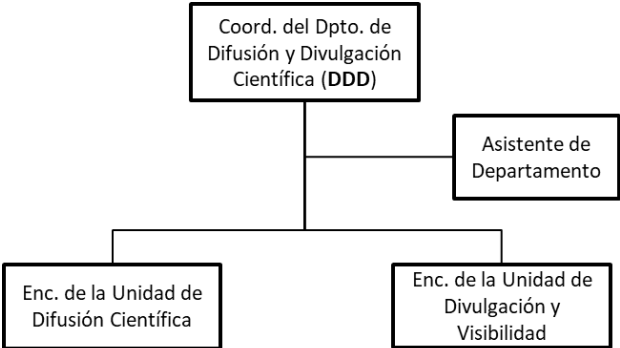 Coord. del Dpto. de
Difusión y Divulgación
Científica (DDD)
Asistente de
Departamento
Enc. de la Unidad de
Difusión Científica
Enc. de la Unidad de
Divulgación y
Visibilidad